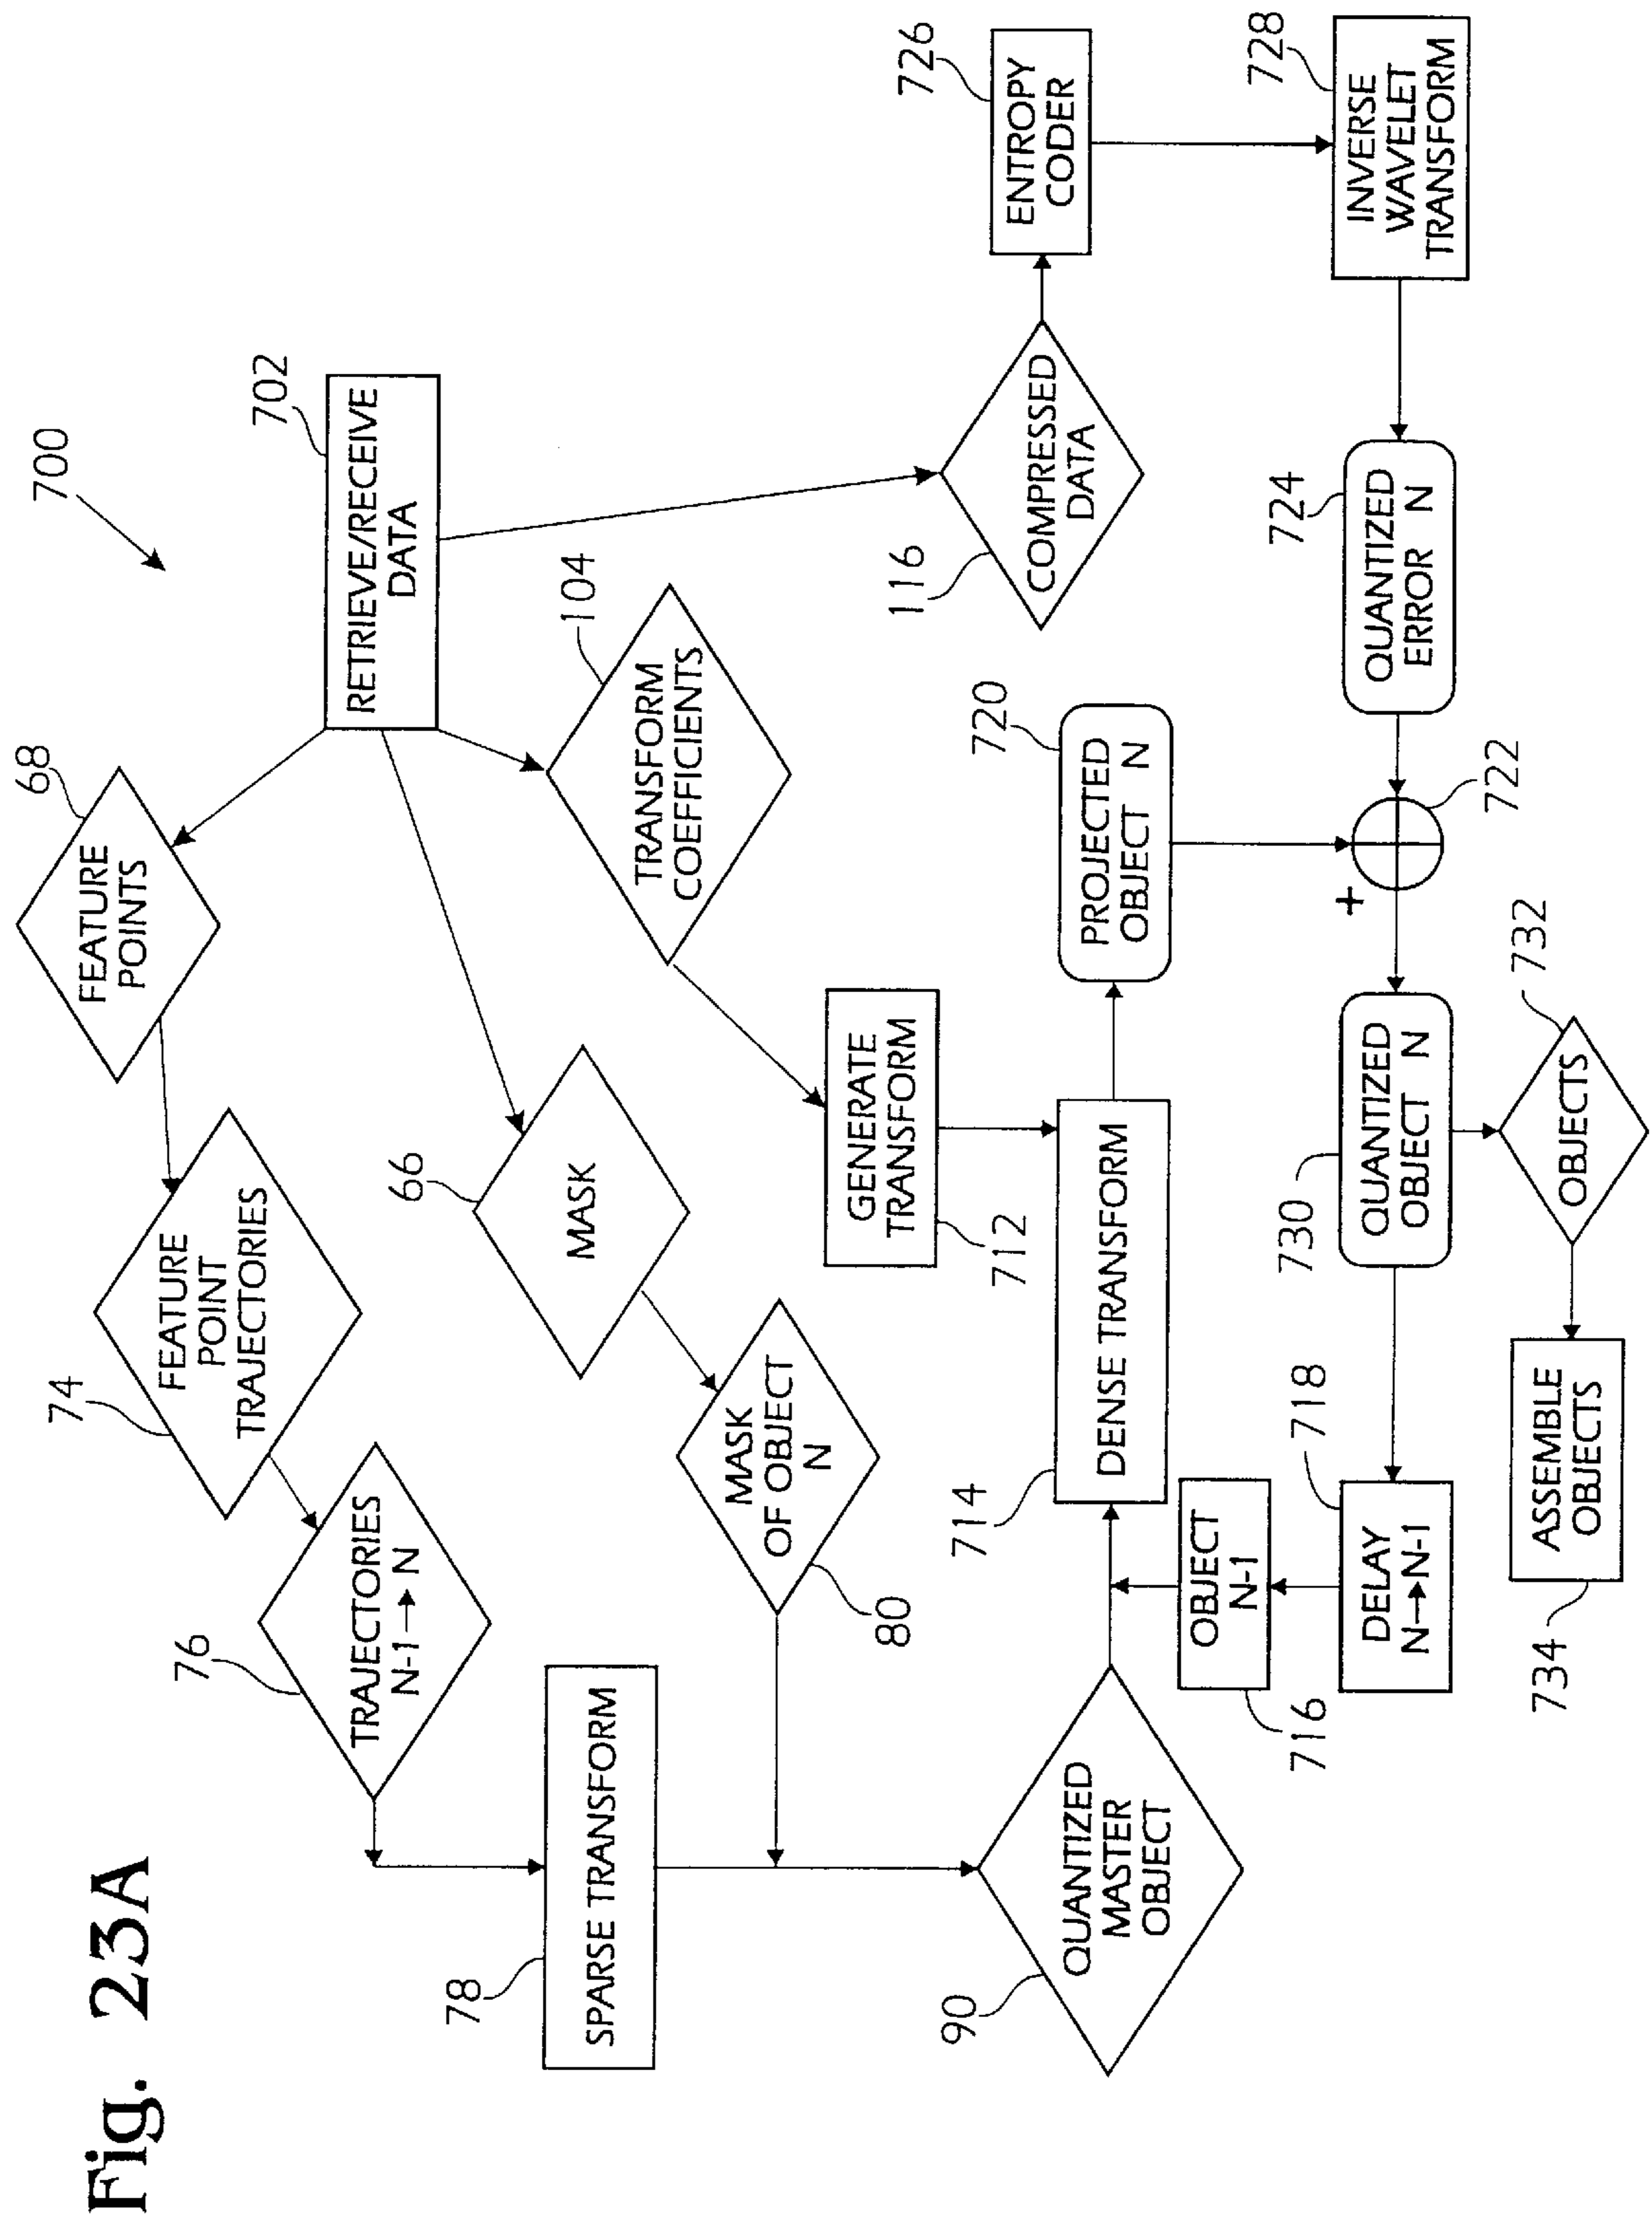 Fig. 23A
700
702
RETRIEVE/RECEIVE
DATA
68
FEATURE
POINTS
74
FEATURE
POINT
TRAJECTORIES
76
TRAJECTORIES
N-1→N
78
SPARSE TRANSFORM
66
MASK
MASK
OF OBJECT
N
80
104
TRANSFORM
COEFFICIENTS
GENERATE
TRANSFORM
712
116
COMPRESSED
DATA
726
ENTROPY
CODER
728
INVERSE
WAVELET
TRANSFORM
90
QUANTIZED
MASTER
OBJECT
714
DENSE TRANSFORM
720
PROJECTED
OBJECT N
724
QUANTIZED
ERROR N
+
722
730
QUANTIZED
OBJECT N
OBJECT
N-1
716
718
DELAY
N→N-1
732
OBJECTS
ASSEMBLE
OBJECTS
734